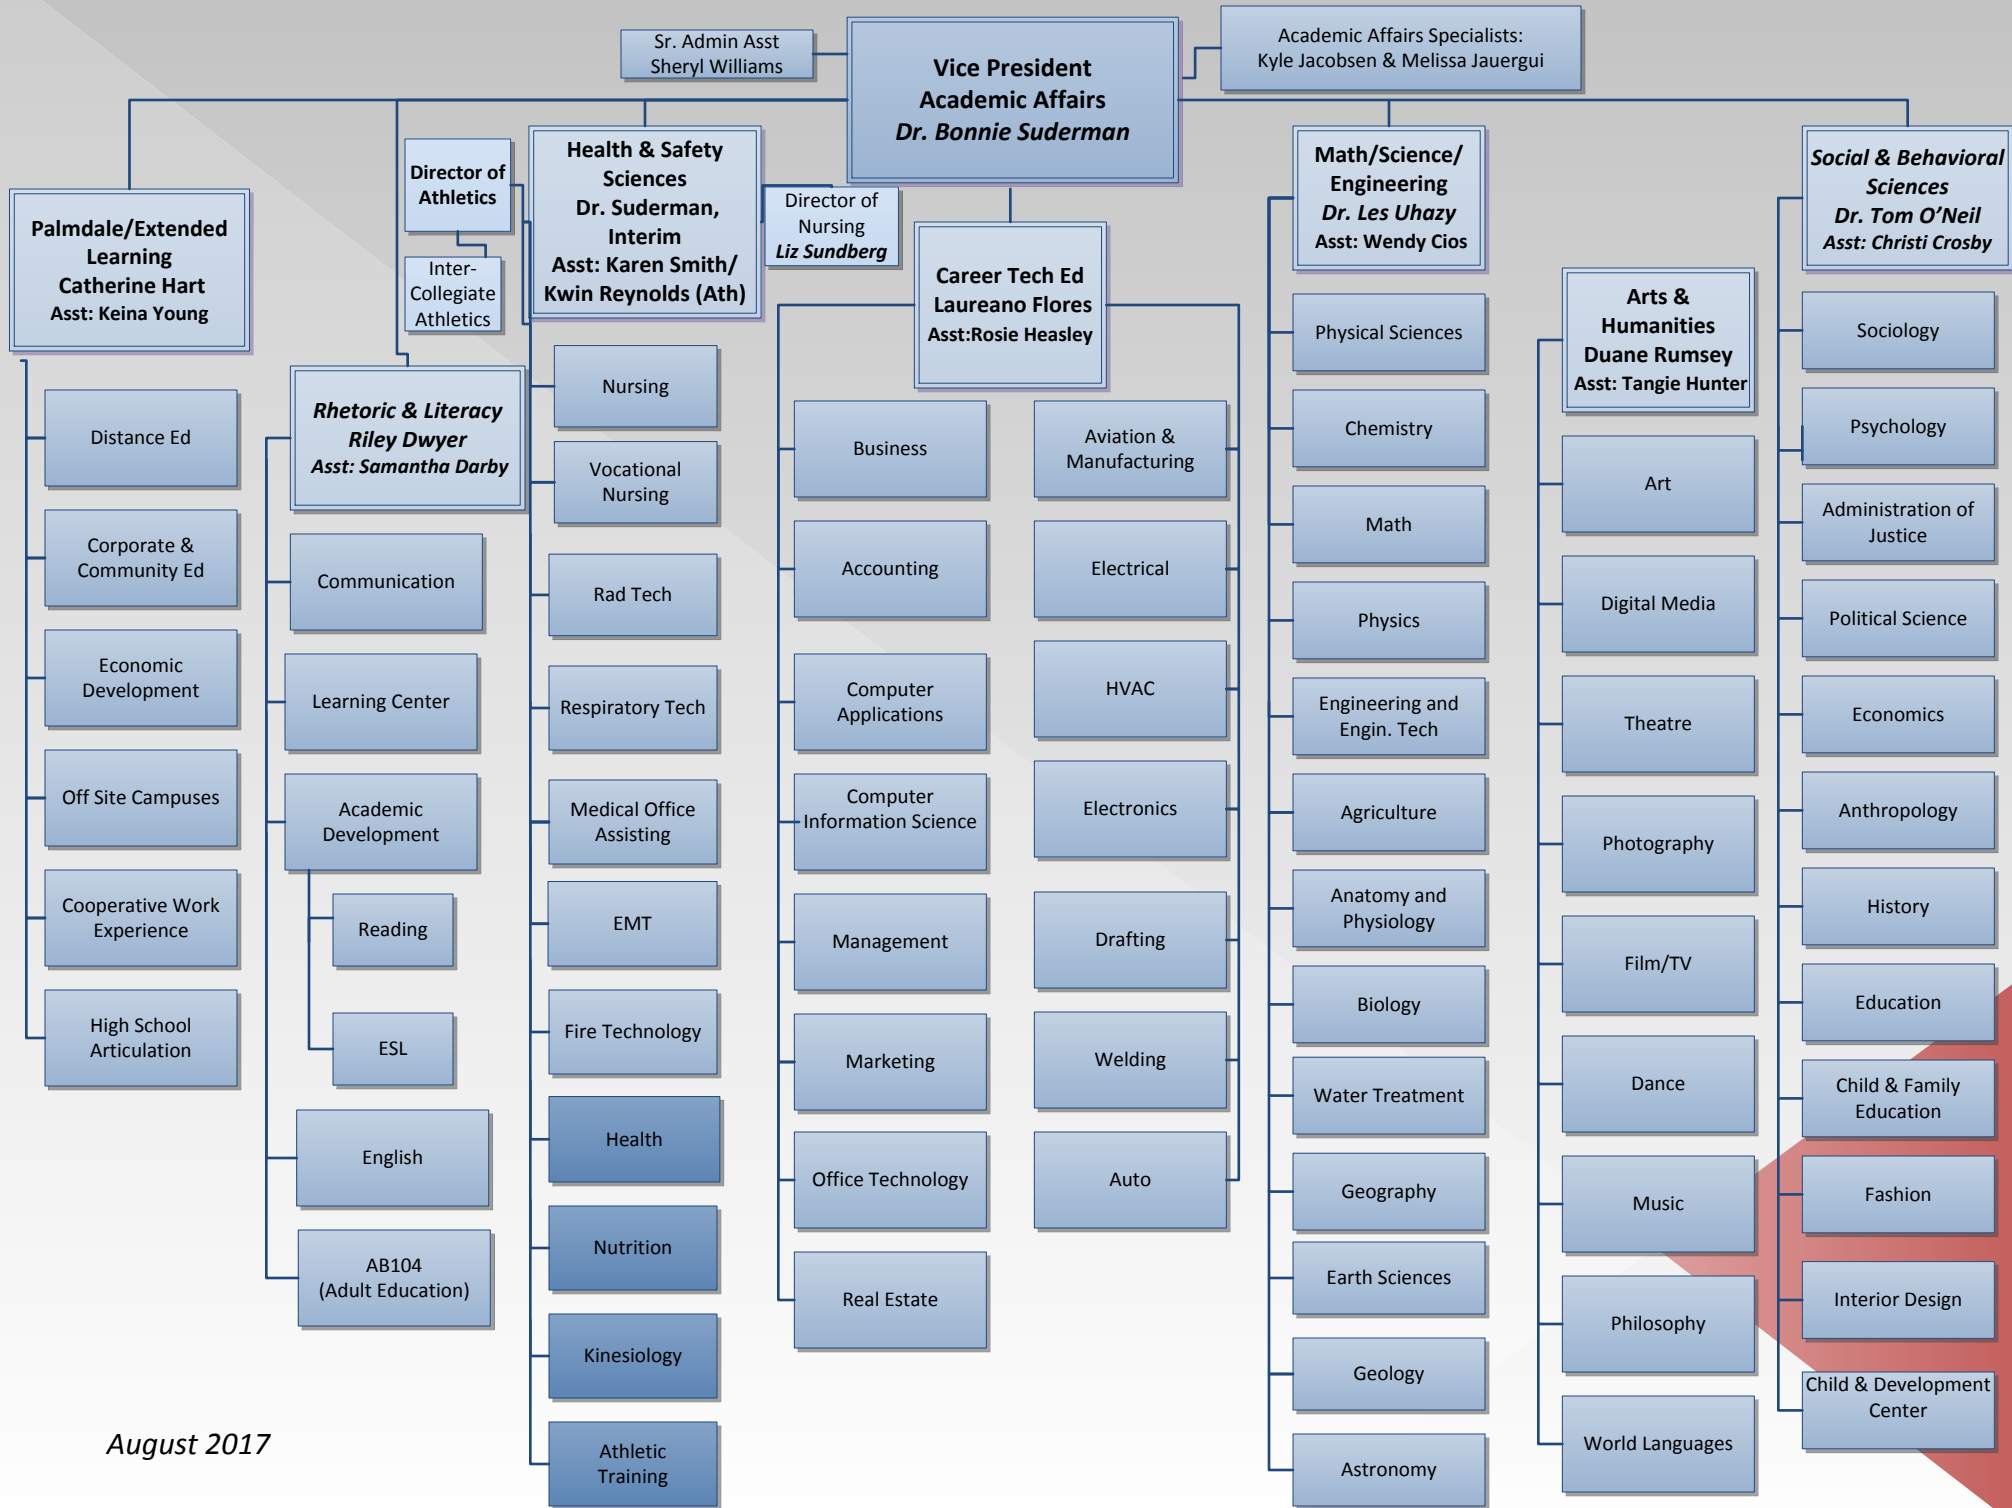 Sr. Admin Asst
Sheryl Williams
Vice President
Academic Affairs
Dr. Bonnie Suderman
Academic Affairs Specialists:
Kyle Jacobsen & Melissa Jauergui
Palmdale/Extended
Learning
Catherine Hart
Asst: Keina Young
Distance Ed
Corporate &
Community Ed
Economic
Development
Off Site Campuses
Cooperative Work
Experience
High School
Articulation
Rhetoric & Literacy
Riley Dwyer
Asst: Samantha Darby
Communication
Learning Center
Academic
Development
Reading
ESL
English
AB104
(Adult Education)
Director of
Athletics
Inter-
Collegiate
Athletics
Health & Safety
Sciences
Dr. Suderman,
Interim
Asst: Karen Smith/
Kwin Reynolds (Ath)
Director of
Nursing
Liz Sundberg
Nursing
Vocational
Nursing
Rad Tech
Respiratory Tech
Medical Office
Assisting
EMT
Fire Technology
Health
Nutrition
Kinesiology
Athletic
Training
Career Tech Ed
Laureano Flores
Asst:Rosie Heasley
Business
Accounting
Computer
Applications
Computer
Information Science
Management
Marketing
Office Technology
Real Estate
Aviation &
Manufacturing
Electrical
HVAC
Electronics
Drafting
Welding
Auto
Math/Science/
Engineering
Dr. Les Uhazy
Asst: Wendy Cios
Physical Sciences
Chemistry
Math
Physics
Engineering and
Engin. Tech
Agriculture
Anatomy and
Physiology
Biology
Water Treatment
Geography
Earth Sciences
Geology
Astronomy
Arts &
Humanities
Duane Rumsey
Asst: Tangie Hunter
Art
Digital Media
Theatre
Photography
Film/TV
Dance
Music
Philosophy
World Languages
Social & Behavioral
Sciences
Dr. Tom O’Neil
Asst: Christi Crosby
Sociology
Psychology
Administration of
Justice
Political Science
Economics
Anthropology
History
Education
Child & Family
Education
Fashion
Interior Design
Child & Development
Center
August 2017